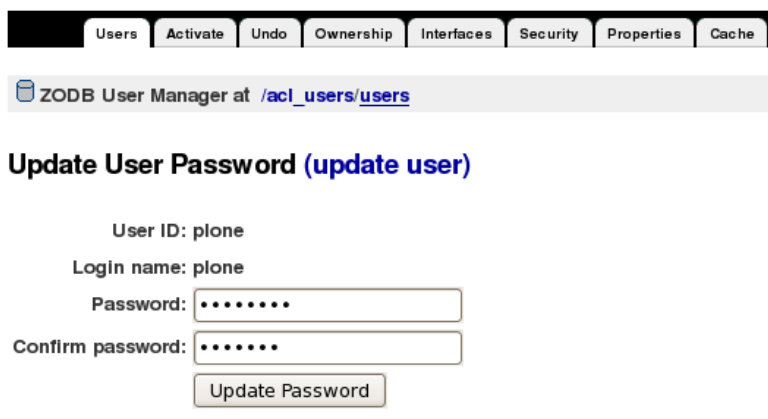 Users Activate Undo Ownership Interfaces Security Properties Cache
ZODB User Manager at /acl_users/users
Update User Password (update user)
User ID: plone
Login name: plone
Password: ••••••••
Confirm password: •••••••
Update Password